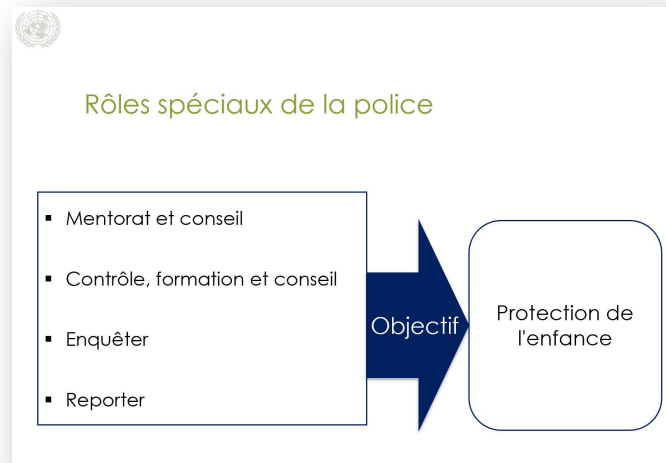 Rôles spéciaux de la police
▪ Mentorat et conseil
▪ Contrôle, formation et conseil
▪ Enquêter
▪ Reporter
Objectif
Protection de
l'enfance